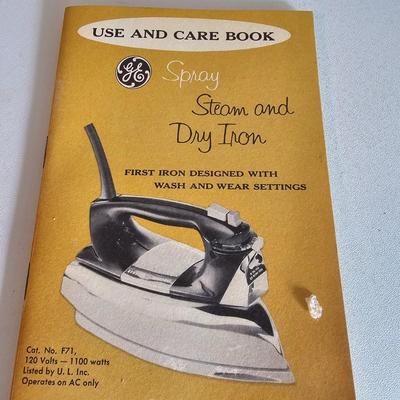 USE AND CARE BOOK
GE
Spray
Steam and
Dry Iron
FIRST IRON DESIGNED WITH
WASH AND WEAR SETTINGS
Cat. No. F71,
120 Volts — 1100 watts
Listed by U. L. Inc.
Operates on AC only